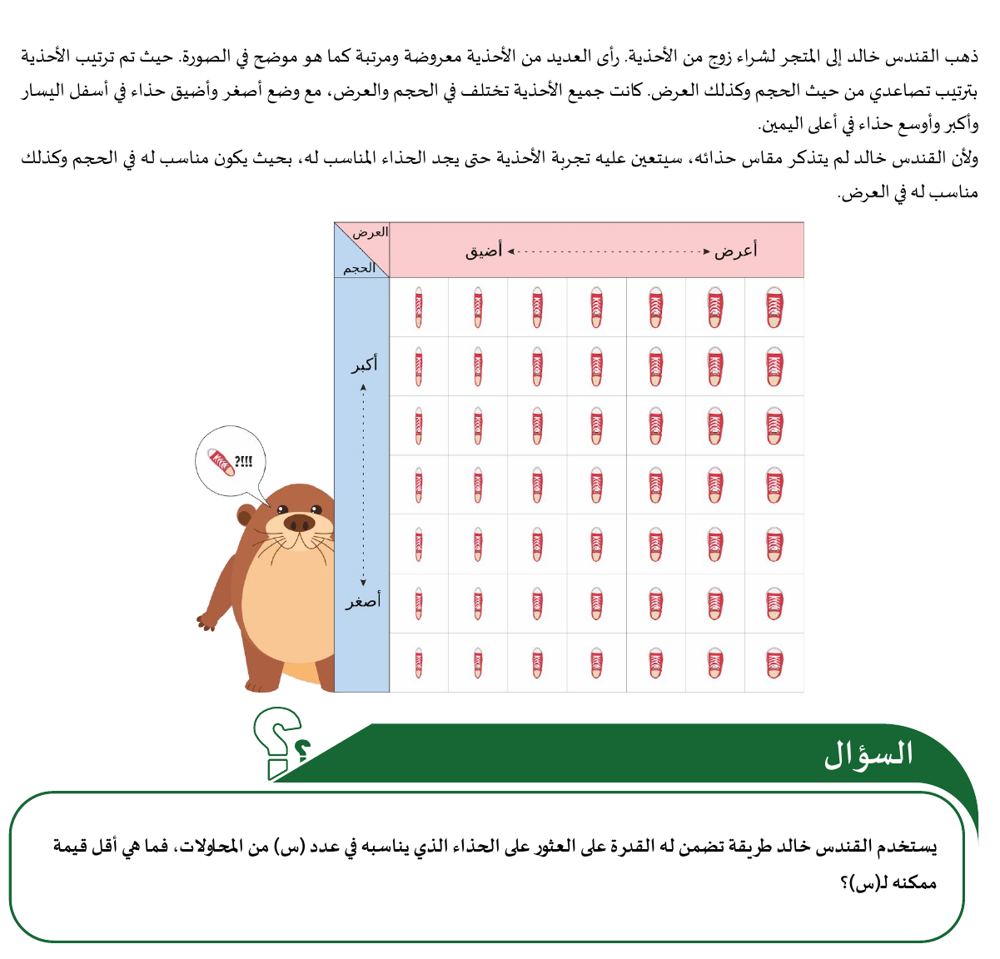 ذهب القندس خالد إلى المتجر لشراء زوج من الأحذية. رأى العديد من الأحذية معروضة ومرتبة كما هو موضح في الصورة. حيث تم ترتيب الأحذية
بترتيب تصاعدي من حيث الحجم وكذلك العرض. كانت جميع الأحذية تختلف في الحجم والعرض، مع وضع أصغر وأضيق حذاء في أسفل اليسار
وأكبر وأوسع حذاء في أعلى اليمين.
ولأن القندس خالد لم يتذكر مقاس حذائه، سيتعين عليه تجربة الأحذية حتى يجد الحذاء المناسب له، بحيث يكون مناسب له في الحجم وكذلك
مناسب له في العرض.
العرض
الحجم
أعرض
أضيق
أكبر
أصغر
?!!!
السؤال
يستخدم القندس خالد طريقة تضمن له القدرة على العثور على الحذاء الذي يناسبه في عدد (س) من المحاولات، فما هي أقل قيمة
ممكنه لـ(س)؟